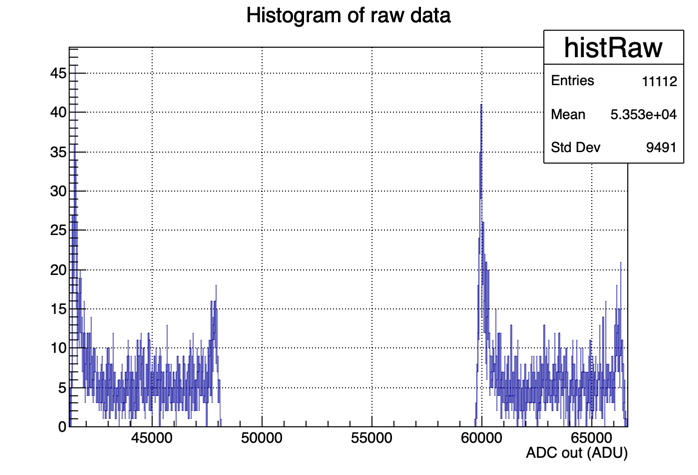 Histogram of raw data
histRaw
Entries 11112
Mean 5.353e+04
Std Dev 9491
45
40
35
30
25
20
15
10
5
0
45000 50000 55000 60000 65000
ADC out (ADU)